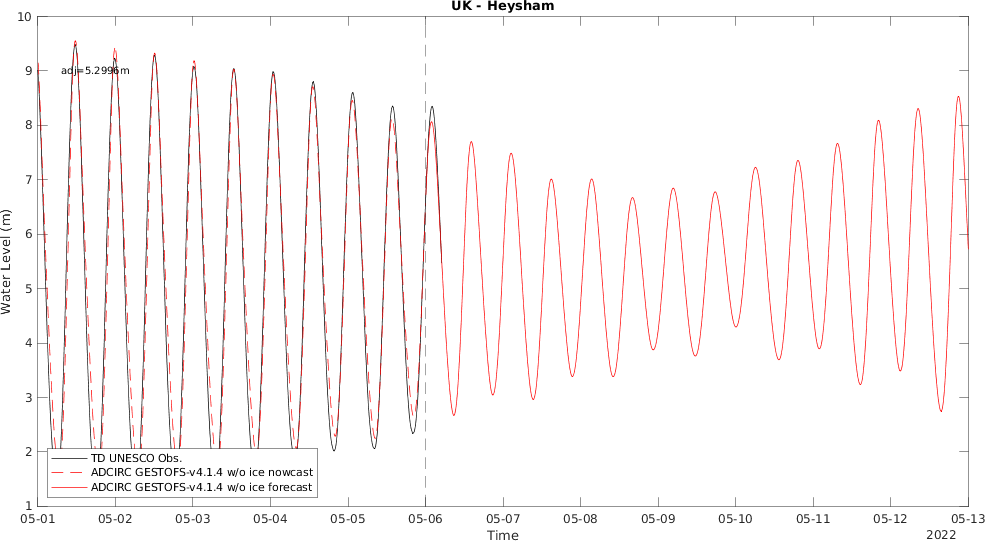 UK - Heysham
10
9
8
7
6
5
4
3
2
1
Water Level (m)
adj=5.2996m
TD UNESCO Obs.
ADCIRC GESTOFS-v4.1.4 w/o ice nowcast
ADCIRC GESTOFS-v4.1.4 w/o ice forecast
05-01 05-02 05-03 05-04 05-05 05-06 05-07 05-08 05-09 05-10 05-11 05-12 05-13
Time
2022